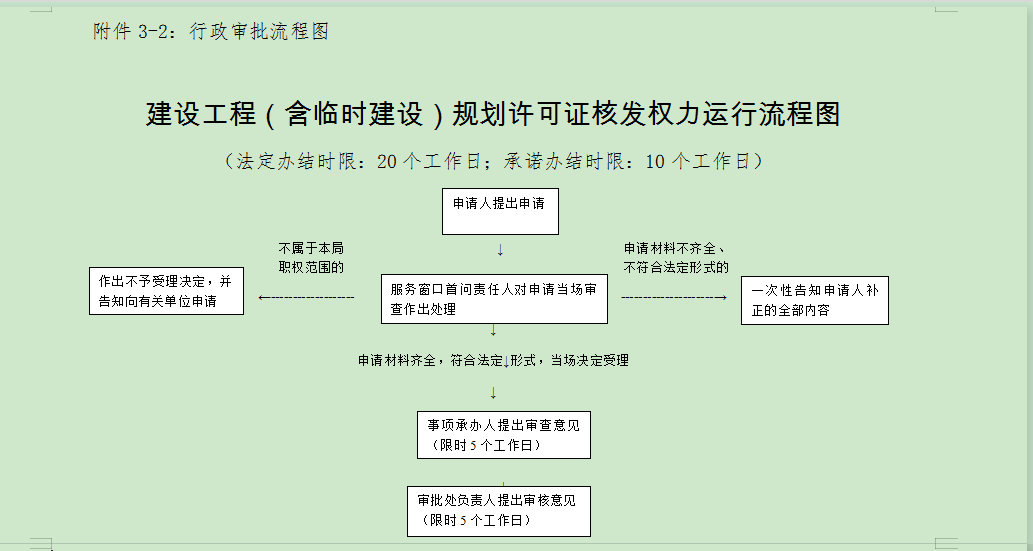 附件 3-2：行政审批流程图
建设工程（含临时建设）规划许可证核发权力运行流程图
（法定办结时限：20 个工作日；承诺办结时限：10 个工作日）
申请人提出申请
↓
不属于本局
职权范围的
申请材料不齐全、
不符合法定形式的
作出不予受理决定，并
告知向有关单位申请
服务窗口首问责任人对申请当场审
查作出处理
一次性告知申请人补
正的全部内容
↓
申请材料齐全，符合法定↓形式，当场决定受理
↓
事项承办人提出审查意见
（限时 5 个工作日）
审批处负责人提出审核意见
（限时 5 个工作日）